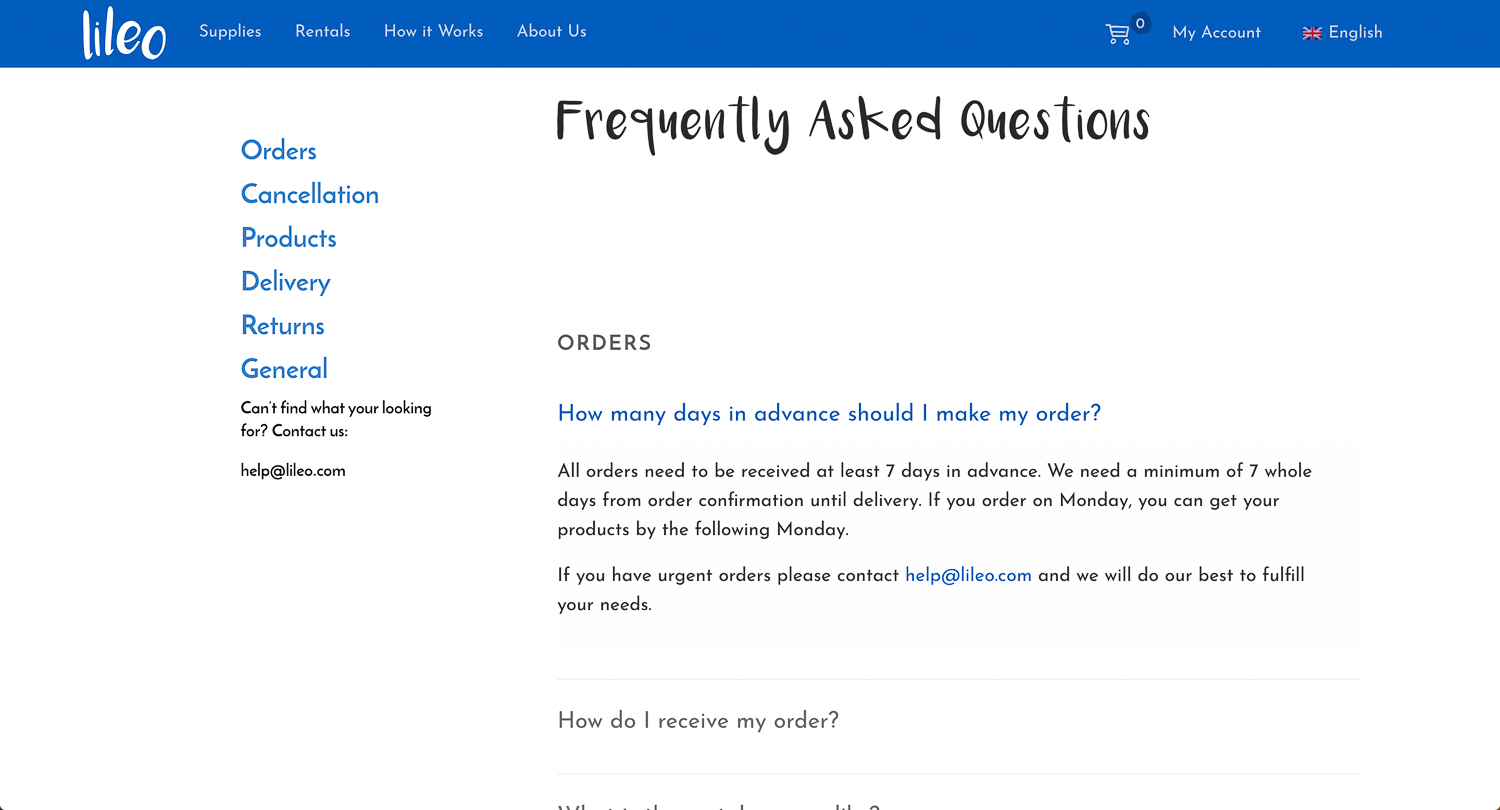 lileo
Supplies
Rentals
How it Works
About Us
0
My Account
English
Frequently Asked Questions
Orders
Cancellation
Products
Delivery
Returns
General
Can't find what your looking
for? Contact us:
help@lileo.com
ORDERS
How many days in advance should I make my order?
All orders need to be received at least 7 days in advance. We need a minimum of 7 whole
days from order confirmation until delivery. If you order on Monday, you can get your
products by the following Monday.
If you have urgent orders please contact help@lileo.com and we will do our best to fulfill
your needs.
How do I receive my order?